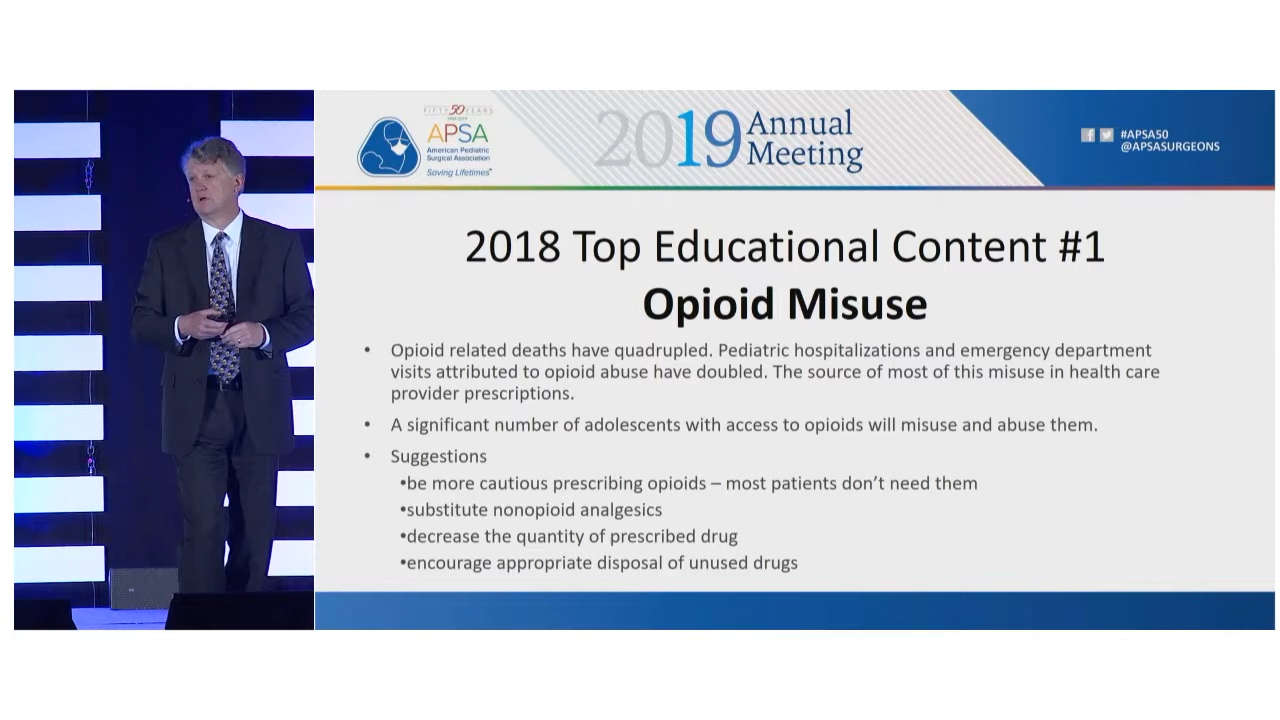 FIFTY 50 YEARS
APSA
American Pediatric
Surgical Association
Saving Lifetimes™
2019 Annual
Meeting
#APSA50
@APSASURGEONS
2018 Top Educational Content #1
Opioid Misuse
• Opioid related deaths have quadrupled. Pediatric hospitalizations and emergency department
visits attributed to opioid abuse have doubled. The source of most of this misuse in health care
provider prescriptions.
• A significant number of adolescents with access to opioids will misuse and abuse them.
• Suggestions
•be more cautious prescribing opioids – most patients don’t need them
•substitute nonopioid analgesics
•decrease the quantity of prescribed drug
•encourage appropriate disposal of unused drugs